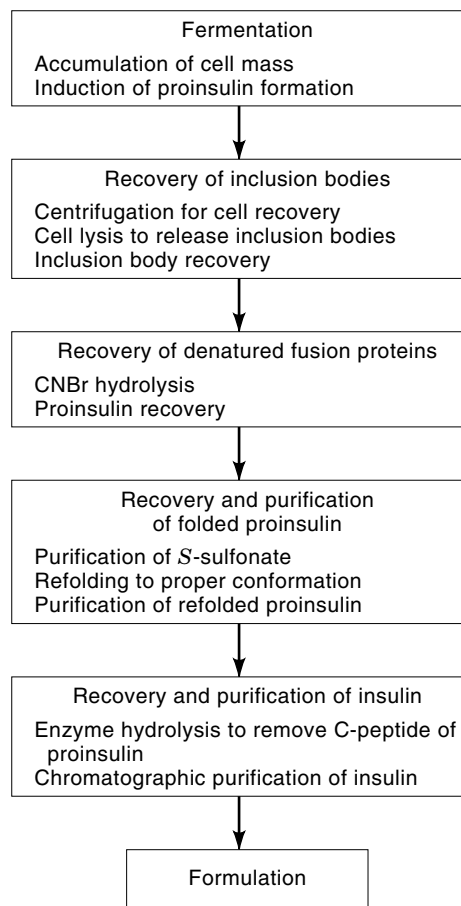 Fermentation
Accumulation of cell mass
Induction of proinsulin formation
Recovery of inclusion bodies
Centrifugation for cell recovery
Cell lysis to release inclusion bodies
Inclusion body recovery
Recovery of denatured fusion proteins
CNBr hydrolysis
Proinsulin recovery
Recovery and purification
of folded proinsulin
Purification of S-sulfonate
Refolding to proper conformation
Purification of refolded proinsulin
Recovery and purification of insulin
Enzyme hydrolysis to remove C-peptide of
proinsulin
Chromatographic purification of insulin
Formulation